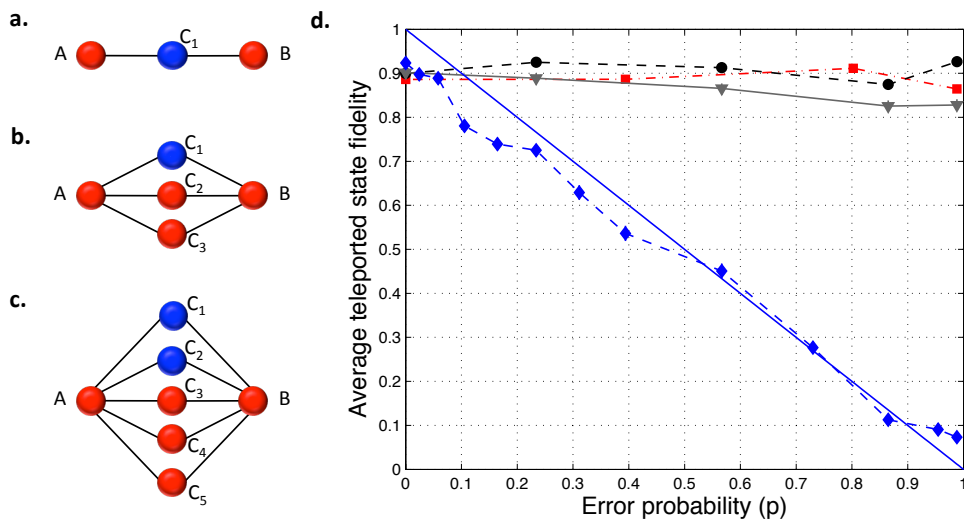 a.
A
C1
B
b.
C1
A
C2
B
C3
c.
C1
C2
A
C3
B
C4
C5
d.
Average teleported state fidelity
1
0.9
0.8
0.7
0.6
0.5
0.4
0.3
0.2
0.1
0
0 0.1 0.2 0.3 0.4 0.5 0.6 0.7 0.8 0.9 1
Error probability (p)